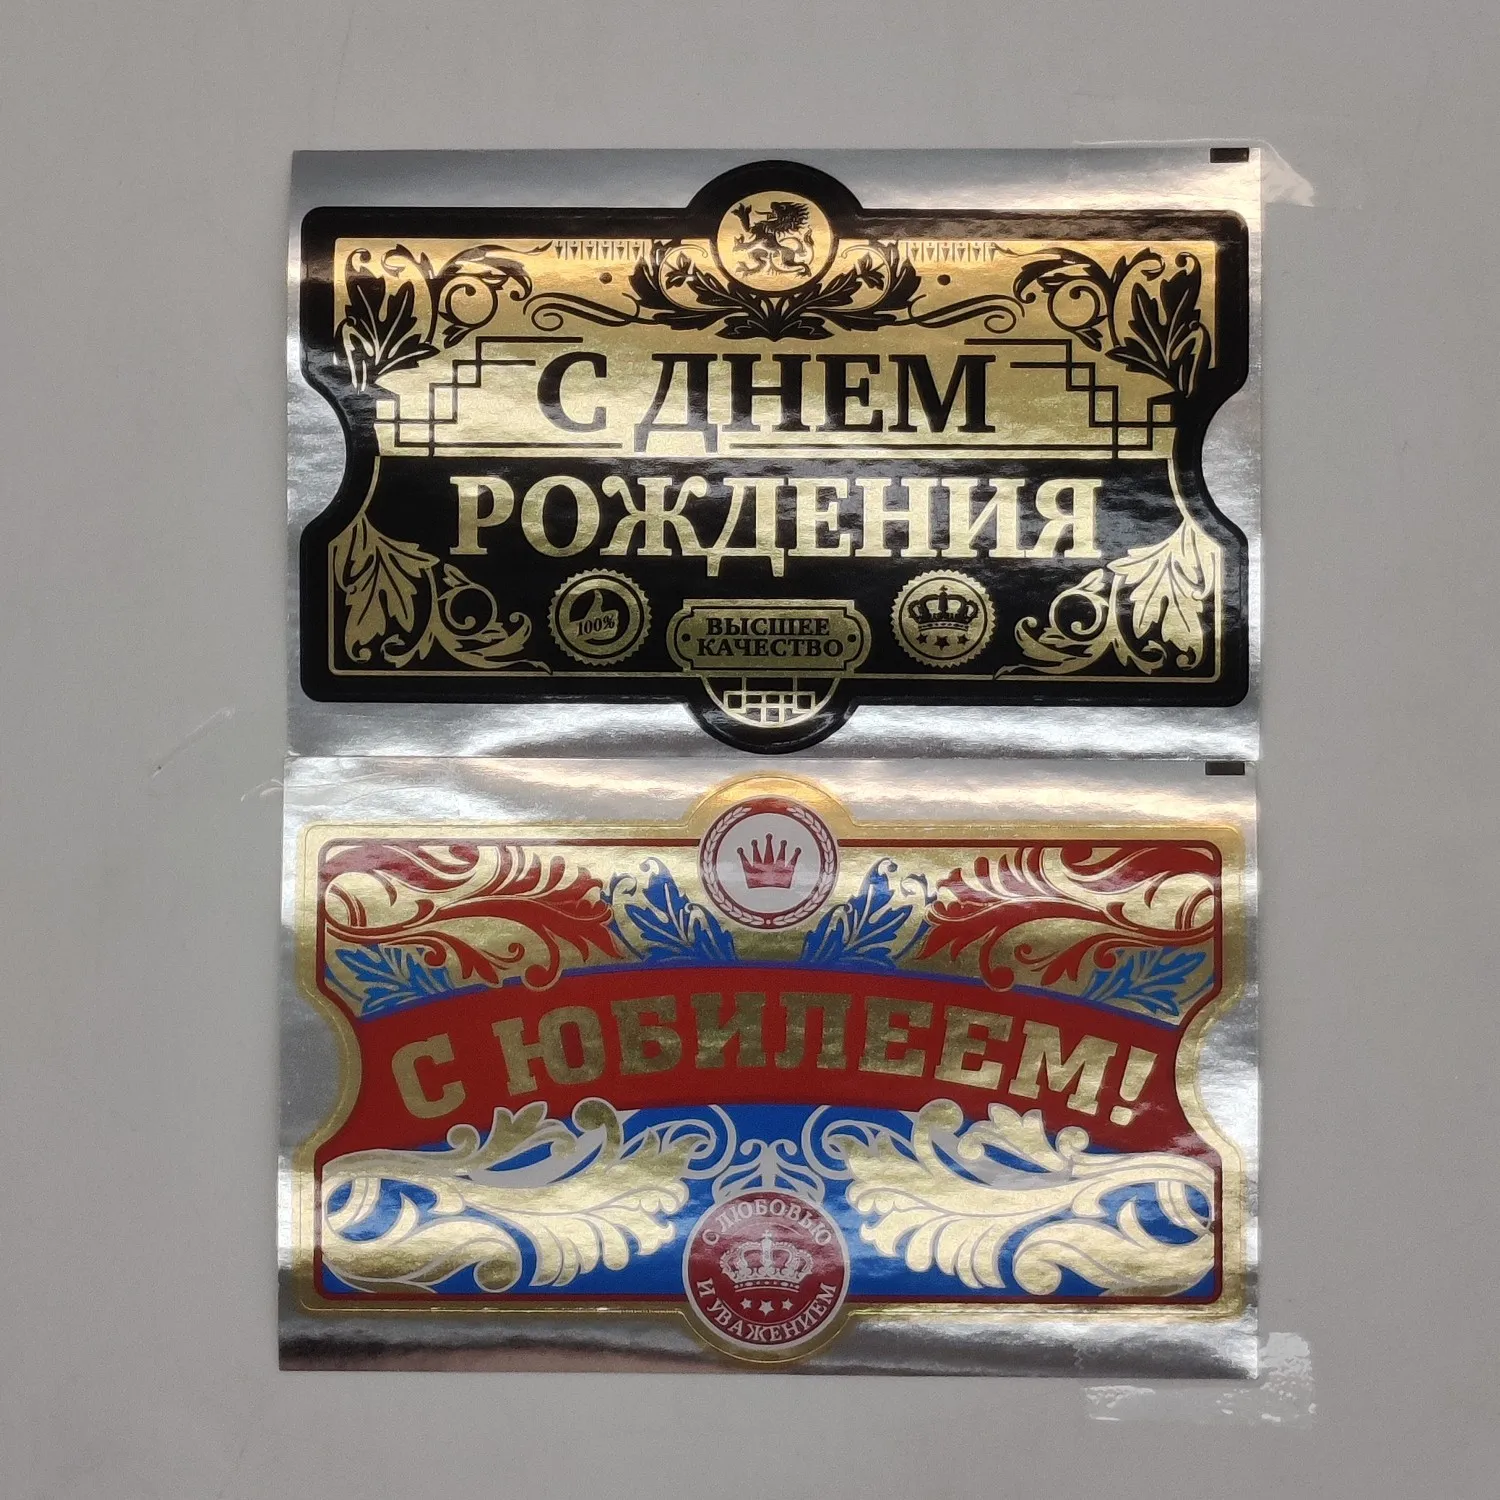 С ДНЕМ
РОЖДЕНИЯ
100%
ВЫСШЕЕ
КАЧЕСТВО
С ЮБИЛЕЕМ!
С ЛЮБОВЬЮ
И УВАЖЕНИЕМ